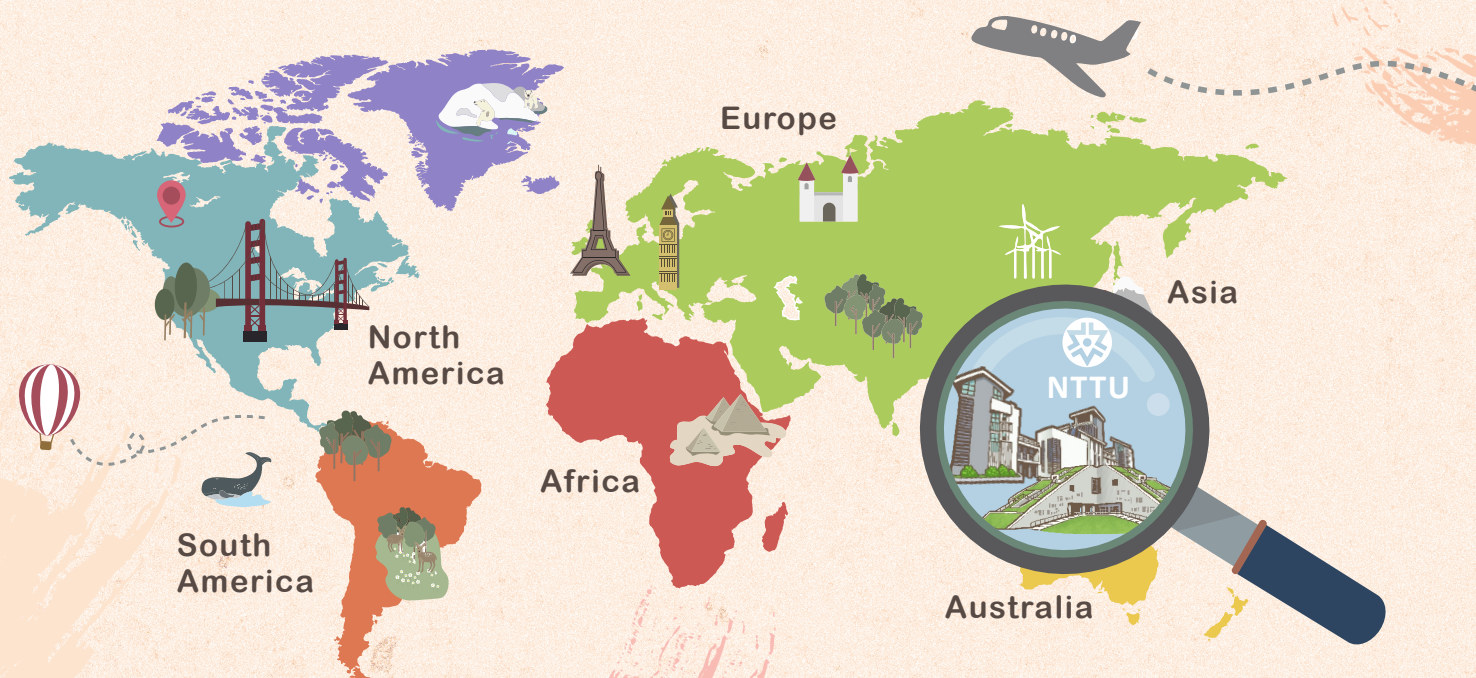 Europe
Asia
North
America
NTTU
Africa
South
America
Australia